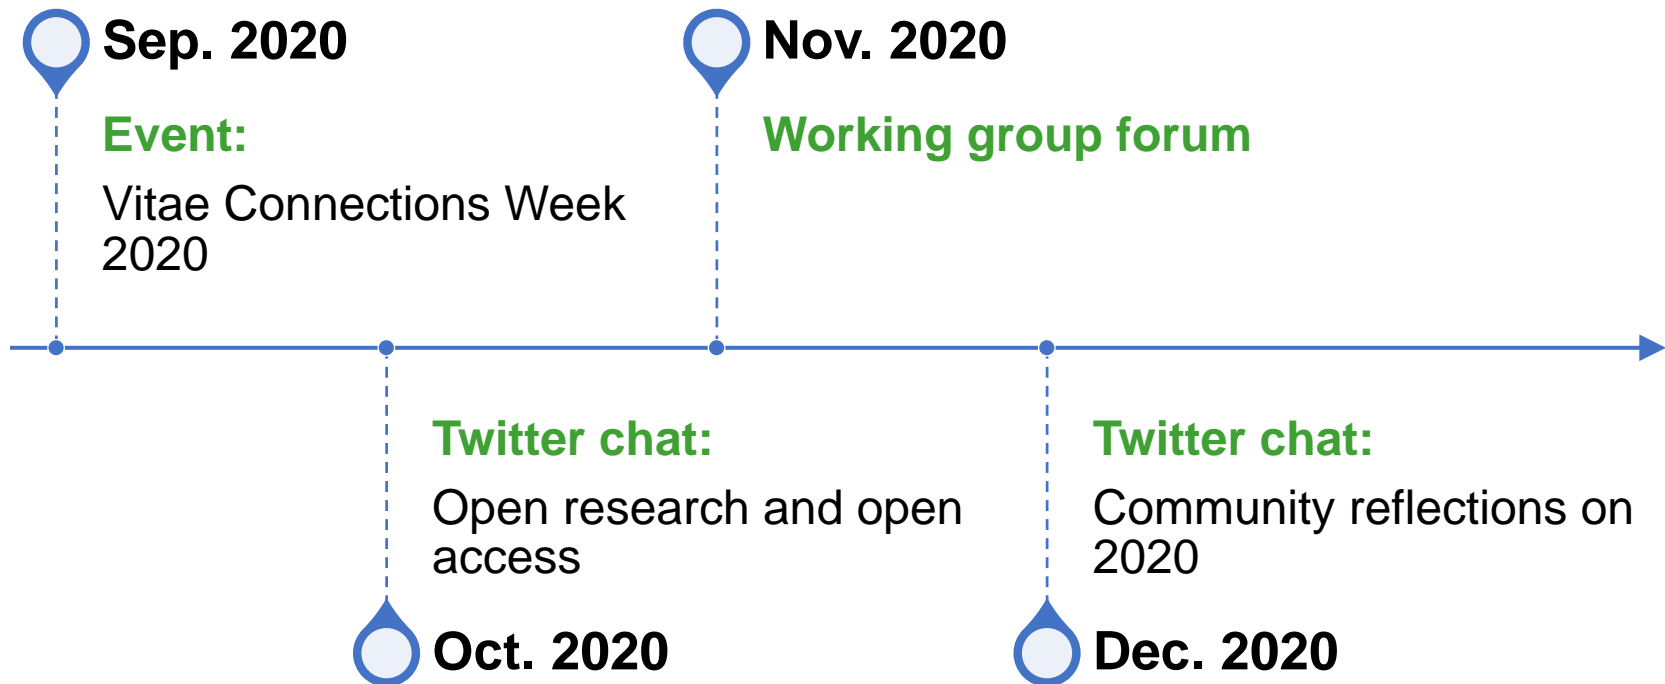 Sep. 2020
Event:
Vitae Connections Week
2020
Nov. 2020
Working group forum
Twitter chat:
Open research and open
access
Oct. 2020
Twitter chat:
Community reflections on
2020
Dec. 2020